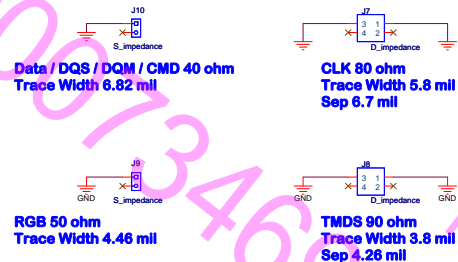 J10
S_impedance
Data / DQS / DQM / CMD 40 ohm
Trace Width 6.82 mil
J7
3 1
4 2
D_impedance
CLK 80 ohm
Trace Width 5.8 mil
Sep 6.7 mil
J9
GND
S_impedance
RGB 50 ohm
Trace Width 4.46 mil
J8
3 1
4 2
GND
GND
D_impedance
TMDS 90 ohm
Trace Width 3.8 mil
Sep 4.26 mil